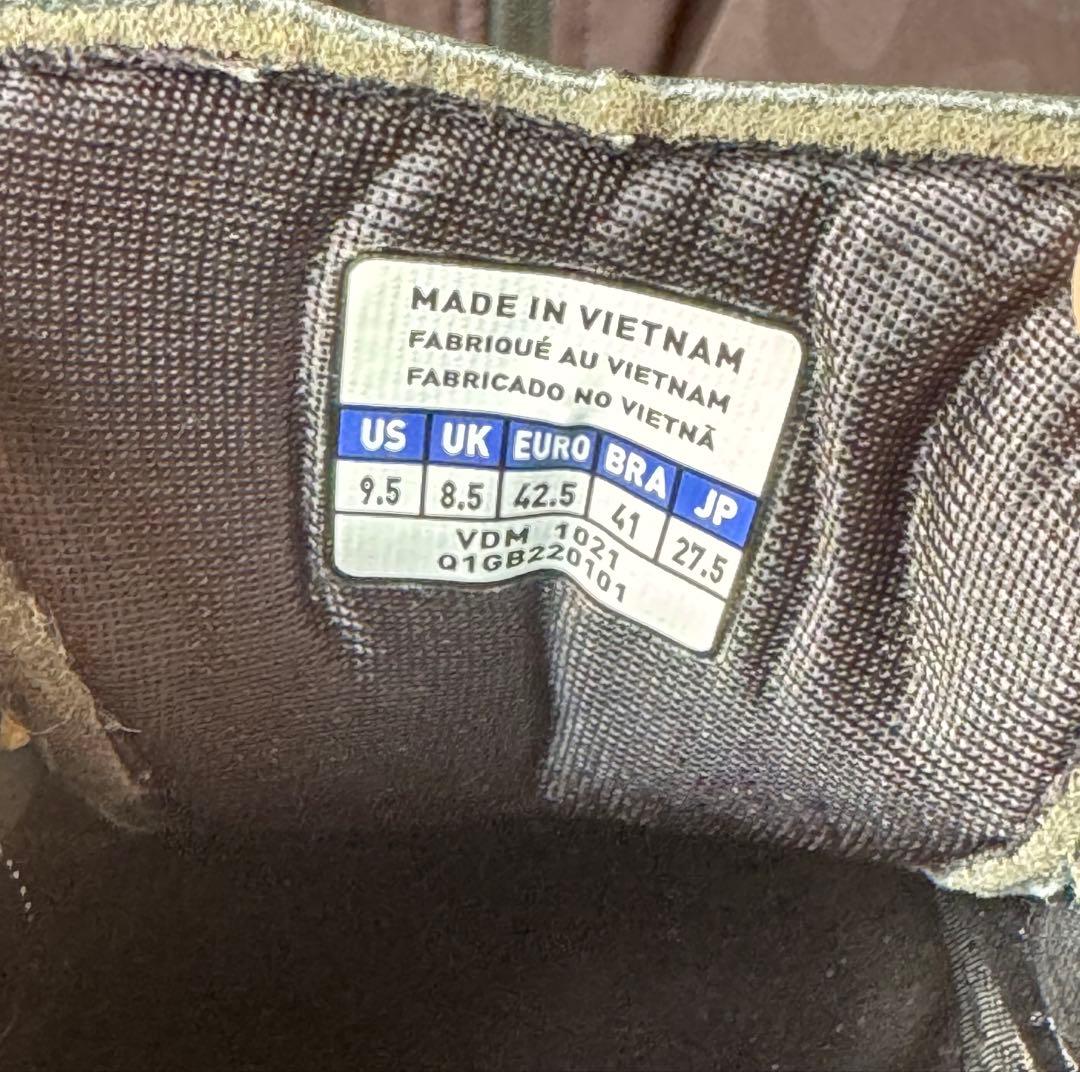 MADE IN VIETNAM
FABRIQUÉ AU VIETNAM
FABRICADO NO VIETNÃ
US UK EURO BRA JP
9.5 8.5 42.5 41 27.5
VDM 1021
Q1GB220101